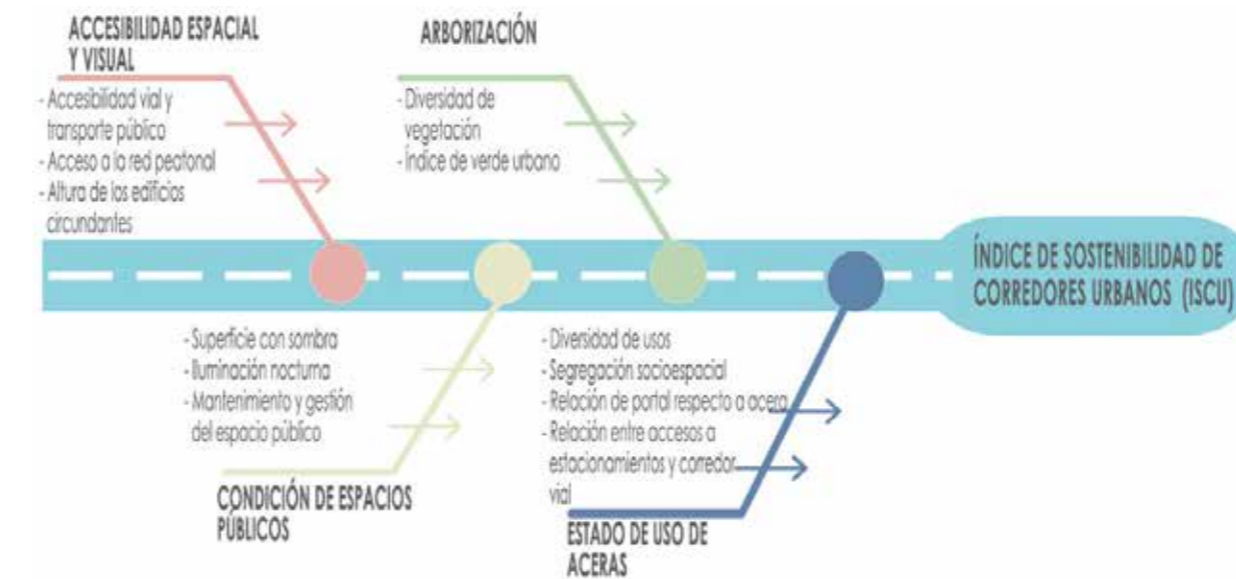 ACCESIBILIDAD ESPACIAL
Y VISUAL
- Accesibilidad vial y
transporte público
- Acceso a la red peatonal
- Altura de los edificios
circundantes
ARBORIZACIÓN
- Diversidad de
vegetación
- Índice de verde urbano
ÍNDICE DE SOSTENIBILIDAD DE
CORREDORES URBANOS (ISCU)
- Superficie con sombra
- Iluminación nocturna
- Mantenimiento y gestión
del espacio público
CONDICIÓN DE ESPACIOS
PÚBLICOS
- Diversidad de usos
- Segregación socioespacial
- Relación de portal respecto a acera
- Relación entre accesos a
estacionamientos y corredor
vial
ESTADO DE USO DE
ACERAS